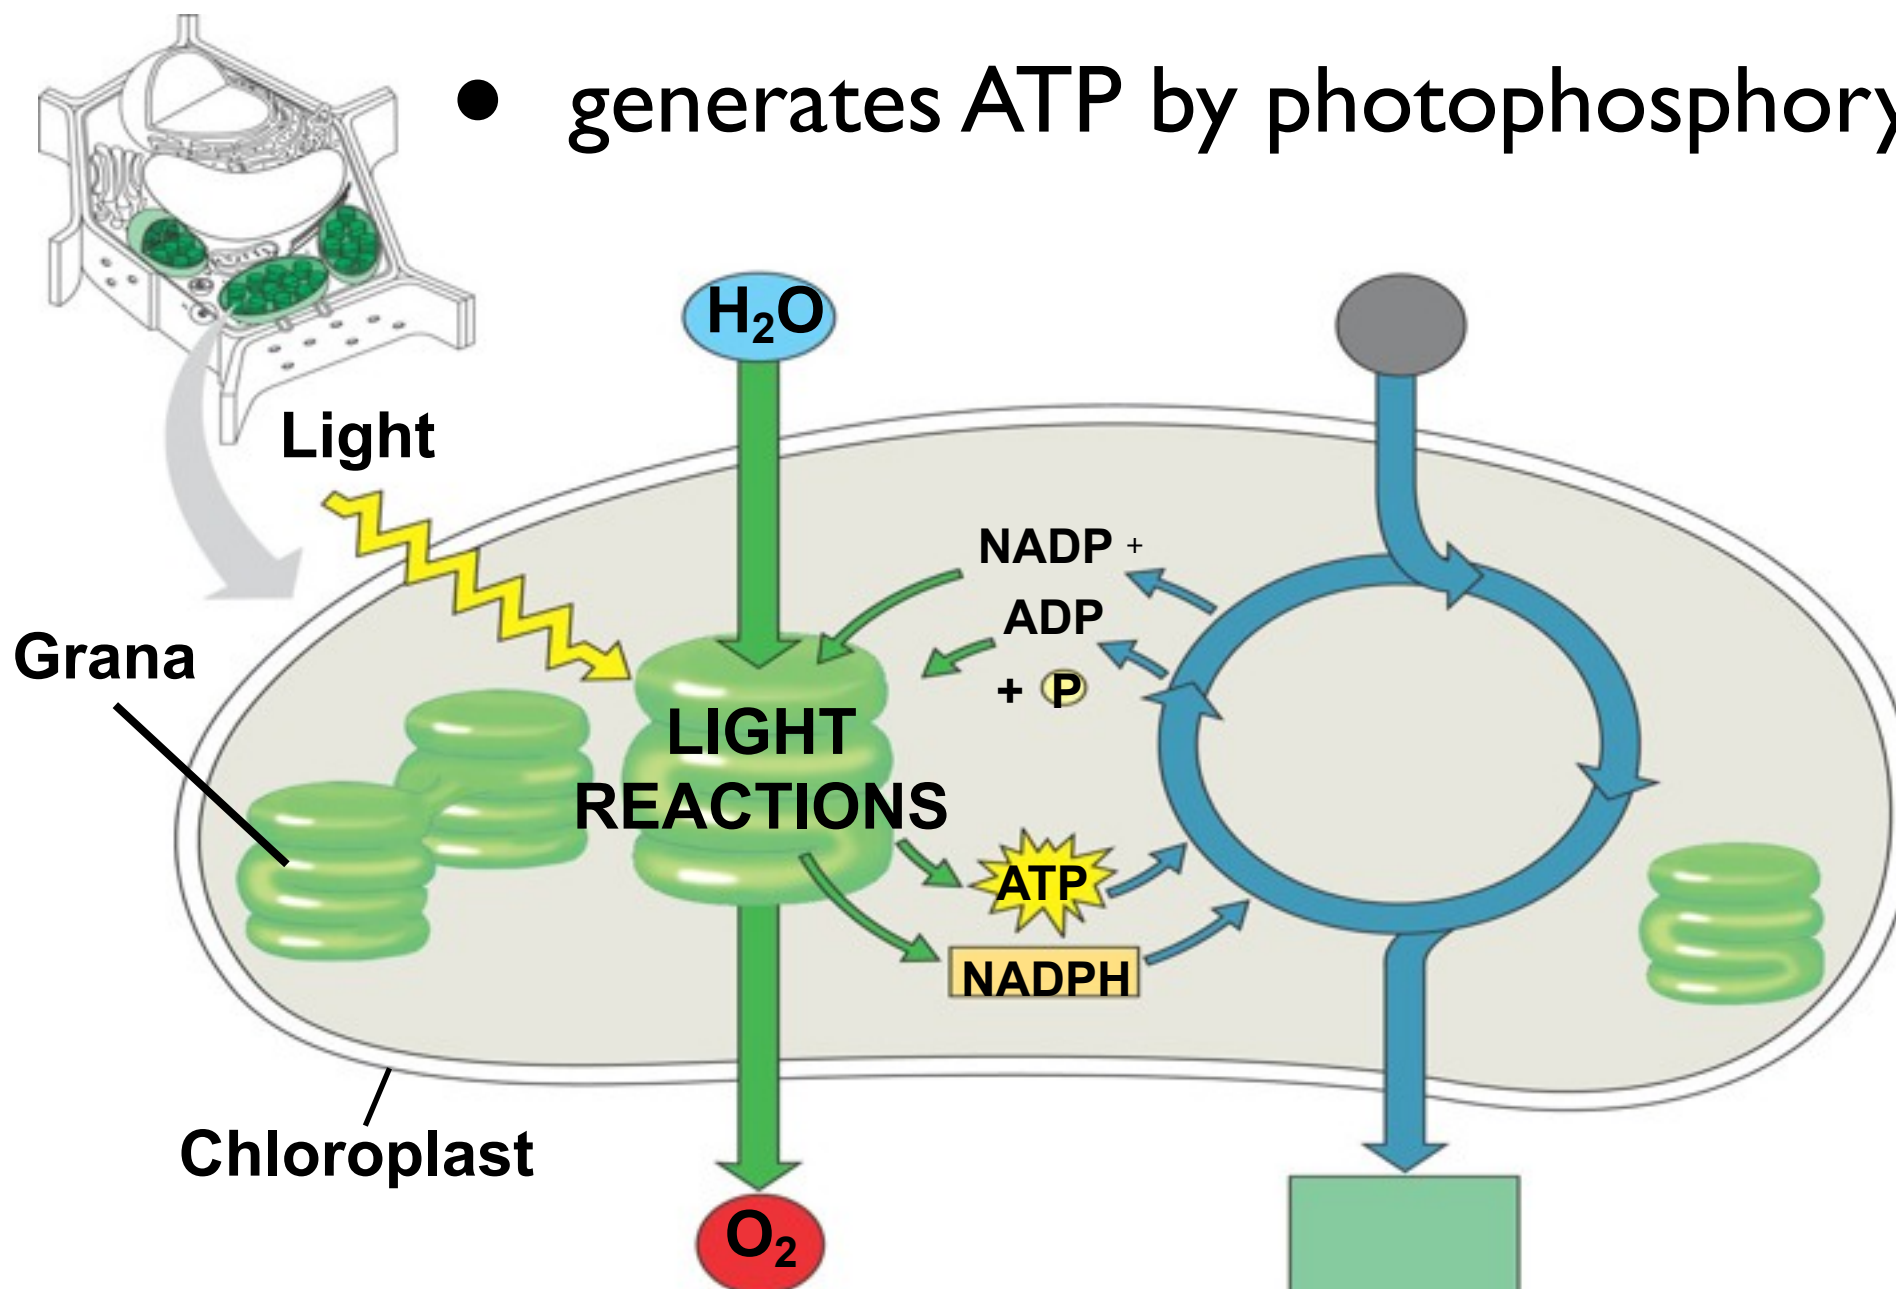 • generates ATP by photophosphory
H₂O
Light
NADP +
ADP
+ P
Grana
LIGHT
REACTIONS
ATP
NADPH
Chloroplast
O₂